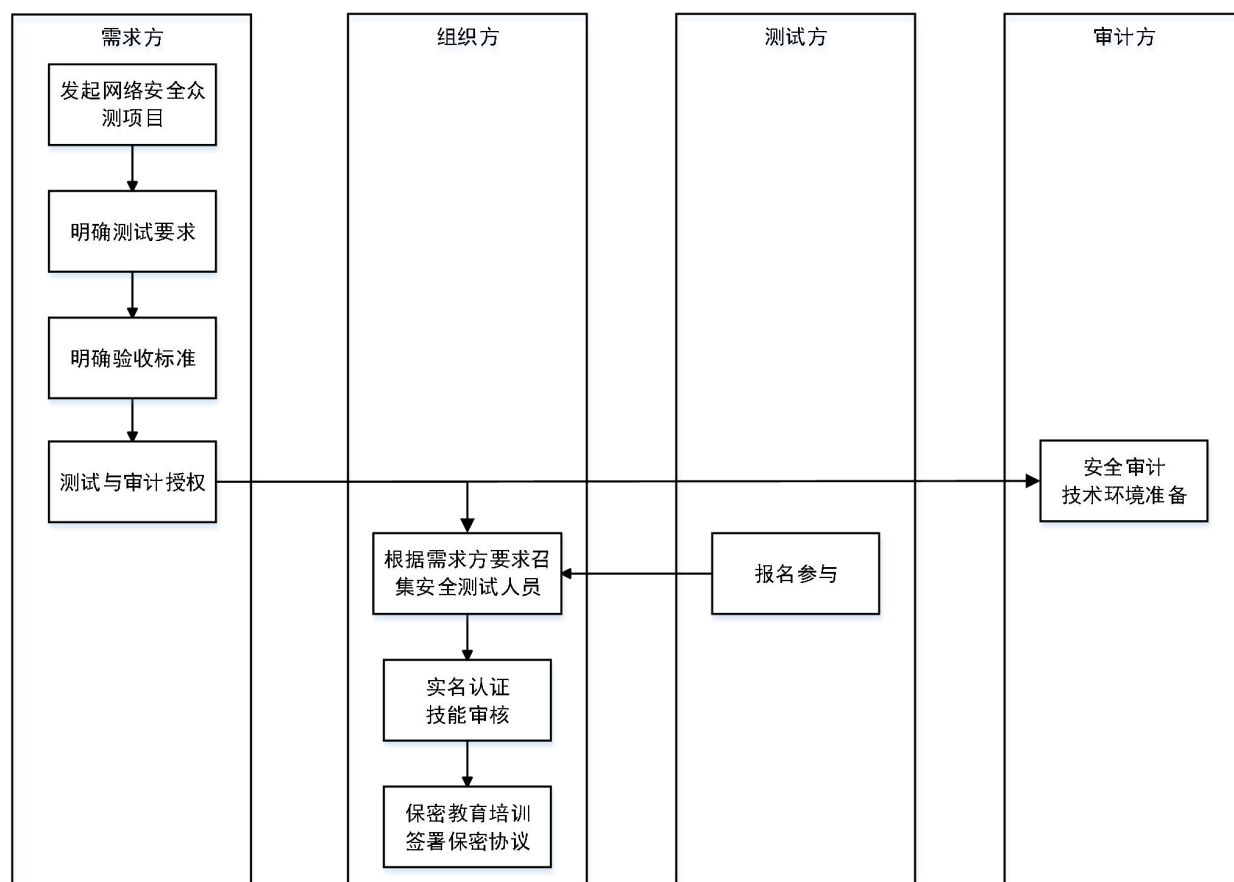 需求方
组织方
测试方
审计方
发起网络安全众
测项目
明确测试要求
明确验收标准
测试与审计授权
安全审计
技术环境准备
根据需求方要求召
集安全测试人员
报名参与
实名认证
技能审核
保密教育培训
签署保密协议